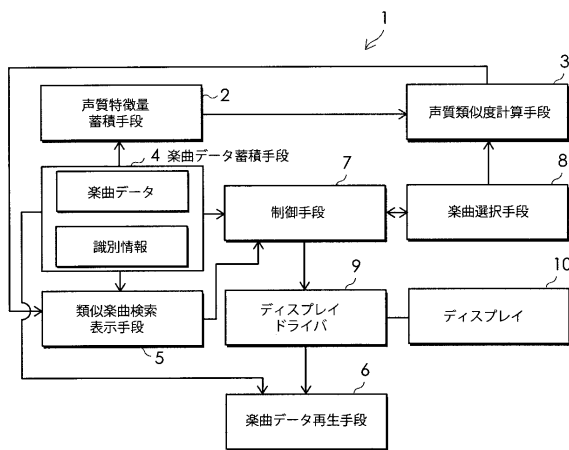 1
3
声質特徴量
蓄積手段
2
声質類似度計算手段
4 楽曲データ蓄積手段
楽曲データ
識別情報
7
制御手段
8
楽曲選択手段
類似楽曲検索
表示手段
5
9
ディスプレイ
ドライバ
10
ディスプレイ
6
楽曲データ再生手段